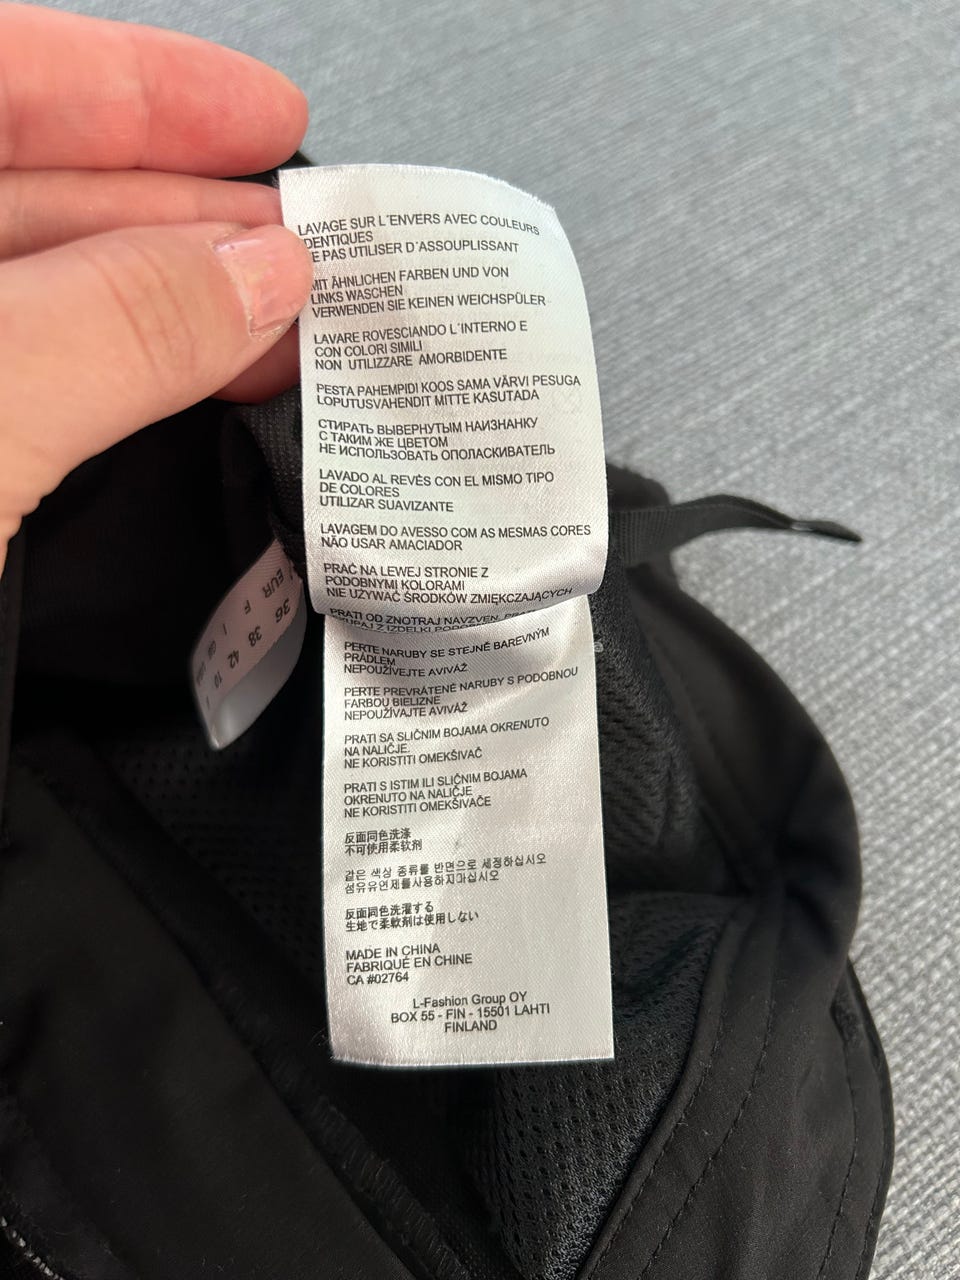 LAVAGE SUR L´ENVERS AVEC COULEURS
DENTIQUES
E PAS UTILISER D´ASSOUPLISSANT
MIT ÄHNLICHEN FARBEN UND VON
LINKS WASCHEN
VERWENDEN SIE KEINEN WEICHSPÜLER
LAVARE ROVESCIANDO L´INTERNO E
CON COLORI SIMILI
NON UTILIZZARE AMORBIDENTE
PESTA PAHEMPIDI KOOS SAMA VÄRVI PESUGA
LOPUTUSVAHENDIT MITTE KASUTADA
СТИРАТЬ ВЫВЕРНУТЫМ НАИЗНАНКУ
С ТАКИМ ЖЕ ЦВЕТОМ
НЕ ИСПОЛЬЗОВАТЬ ОПОЛАСКИВАТЕЛЬ
LAVADO AL REVÉS CON EL MISMO TIPO
DE COLORES
UTILIZAR SUAVIZANTE
LAVAGEM DO AVESSO COM AS MESMAS CORES
NÃO USAR AMACIADOR
PRAĆ NA LEWEJ STRONIE Z
PODOBNYMI KOLORAMI
NIE UŻYWAĆ ŚRODKÓW ZMIĘKCZAJĄCYCH
PRATI OD ZNOTRAJ NAVZVEN,
SKUPAJ Z IZDELKI
PERTE NARUBY SE STEJNĚ BAREVNÝM
PRÁDLEM
NEPOUŽÍVEJTE AVIVÁŽ
PERTE PREVRÁTENÉ NARUBY S PODOBNOU
FARBOU BIELIZNE
NEPOUŽÍVAJTE AVIVÁŽ
PRATI SA SLIČNIM BOJAMA OKRENUTO
NA NALIČJE.
NE KORISTITI OMEKŠIVAČ
PRATI S ISTIM ILI SLIČNIM BOJAMA
OKRENUTO NA NALIČJE
NE KORISTITI OMEKŠIVAČE
反面同色洗涤
不可使用柔软剂
같은 색상 종류를 반면으로 세정하십시오
섬유유연제를사용하지마십시오
反面同色洗濯する
生地で柔軟剤は使用しない
MADE IN CHINA
FABRIQUÉ EN CHINE
CA #02764
L-Fashion Group OY
BOX 55 - FIN - 15501 LAHTI
FINLAND
EUR F I GB
36 38 42 10